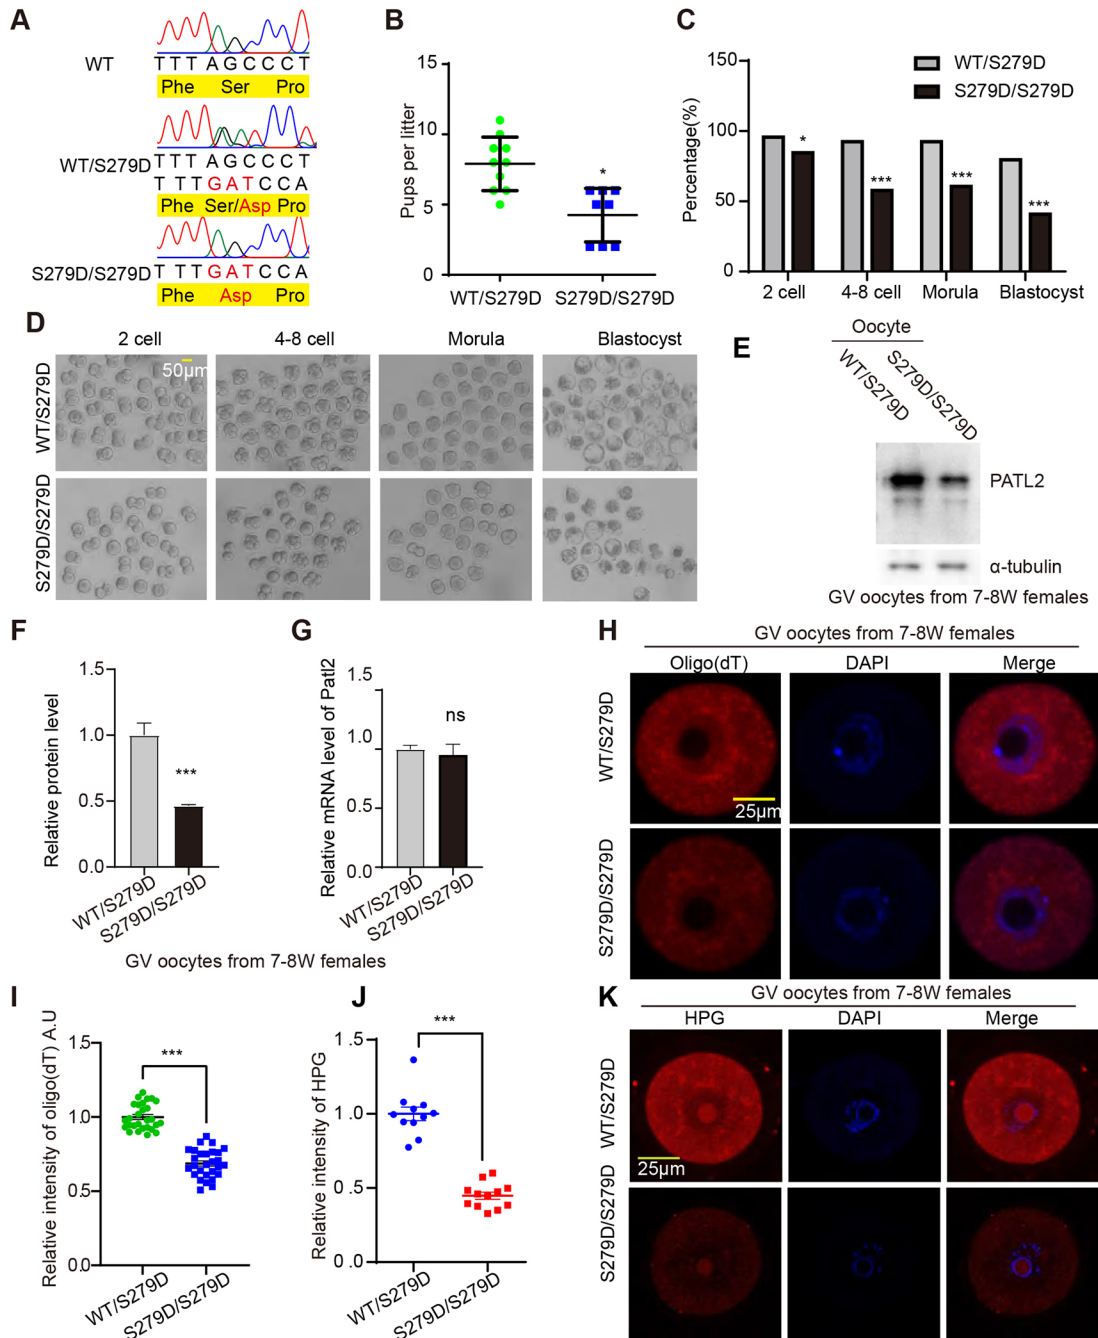 A
WT
T T T A G C C C T
Phe Ser Pro
WT/S279D
T T T A G C C C T
T T T G A T C C A
Phe Ser/Asp Pro
S279D/S279D
T T T G A T C C A
Phe Asp Pro
B
Pups per litter
15
10
5
0
*
WT/S279D
S279D/S279D
C
Percentage(%)
150
100
50
0
WT/S279D
S279D/S279D
*
***
***
***
2 cell
4-8 cell
Morula
Blastocyst
D
2 cell
4-8 cell
Morula
Blastocyst
WT/S279D
50μm
S279D/S279D
E
Oocyte
WT/S279D
S279D/S279D
PATL2
α-tubulin
GV oocytes from 7-8W females
F
Relative protein level
1.5
1.0
0.5
0.0
***
WT/S279D
S279D/S279D
G
Relative mRNA level of Patl2
1.5
1.0
0.5
0.0
ns
WT/S279D
S279D/S279D
GV oocytes from 7-8W females
H
GV oocytes from 7-8W females
Oligo(dT)
DAPI
Merge
WT/S279D
25μm
S279D/S279D
I
Relative intensity of oligo(dT) A.U
1.5
1.0
0.5
0.0
***
WT/S279D
S279D/S279D
J
Relative intensity of HPG
1.5
1.0
0.5
0.0
***
WT/S279D
S279D/S279D
K
GV oocytes from 7-8W females
HPG
DAPI
Merge
WT/S279D
25μm
S279D/S279D